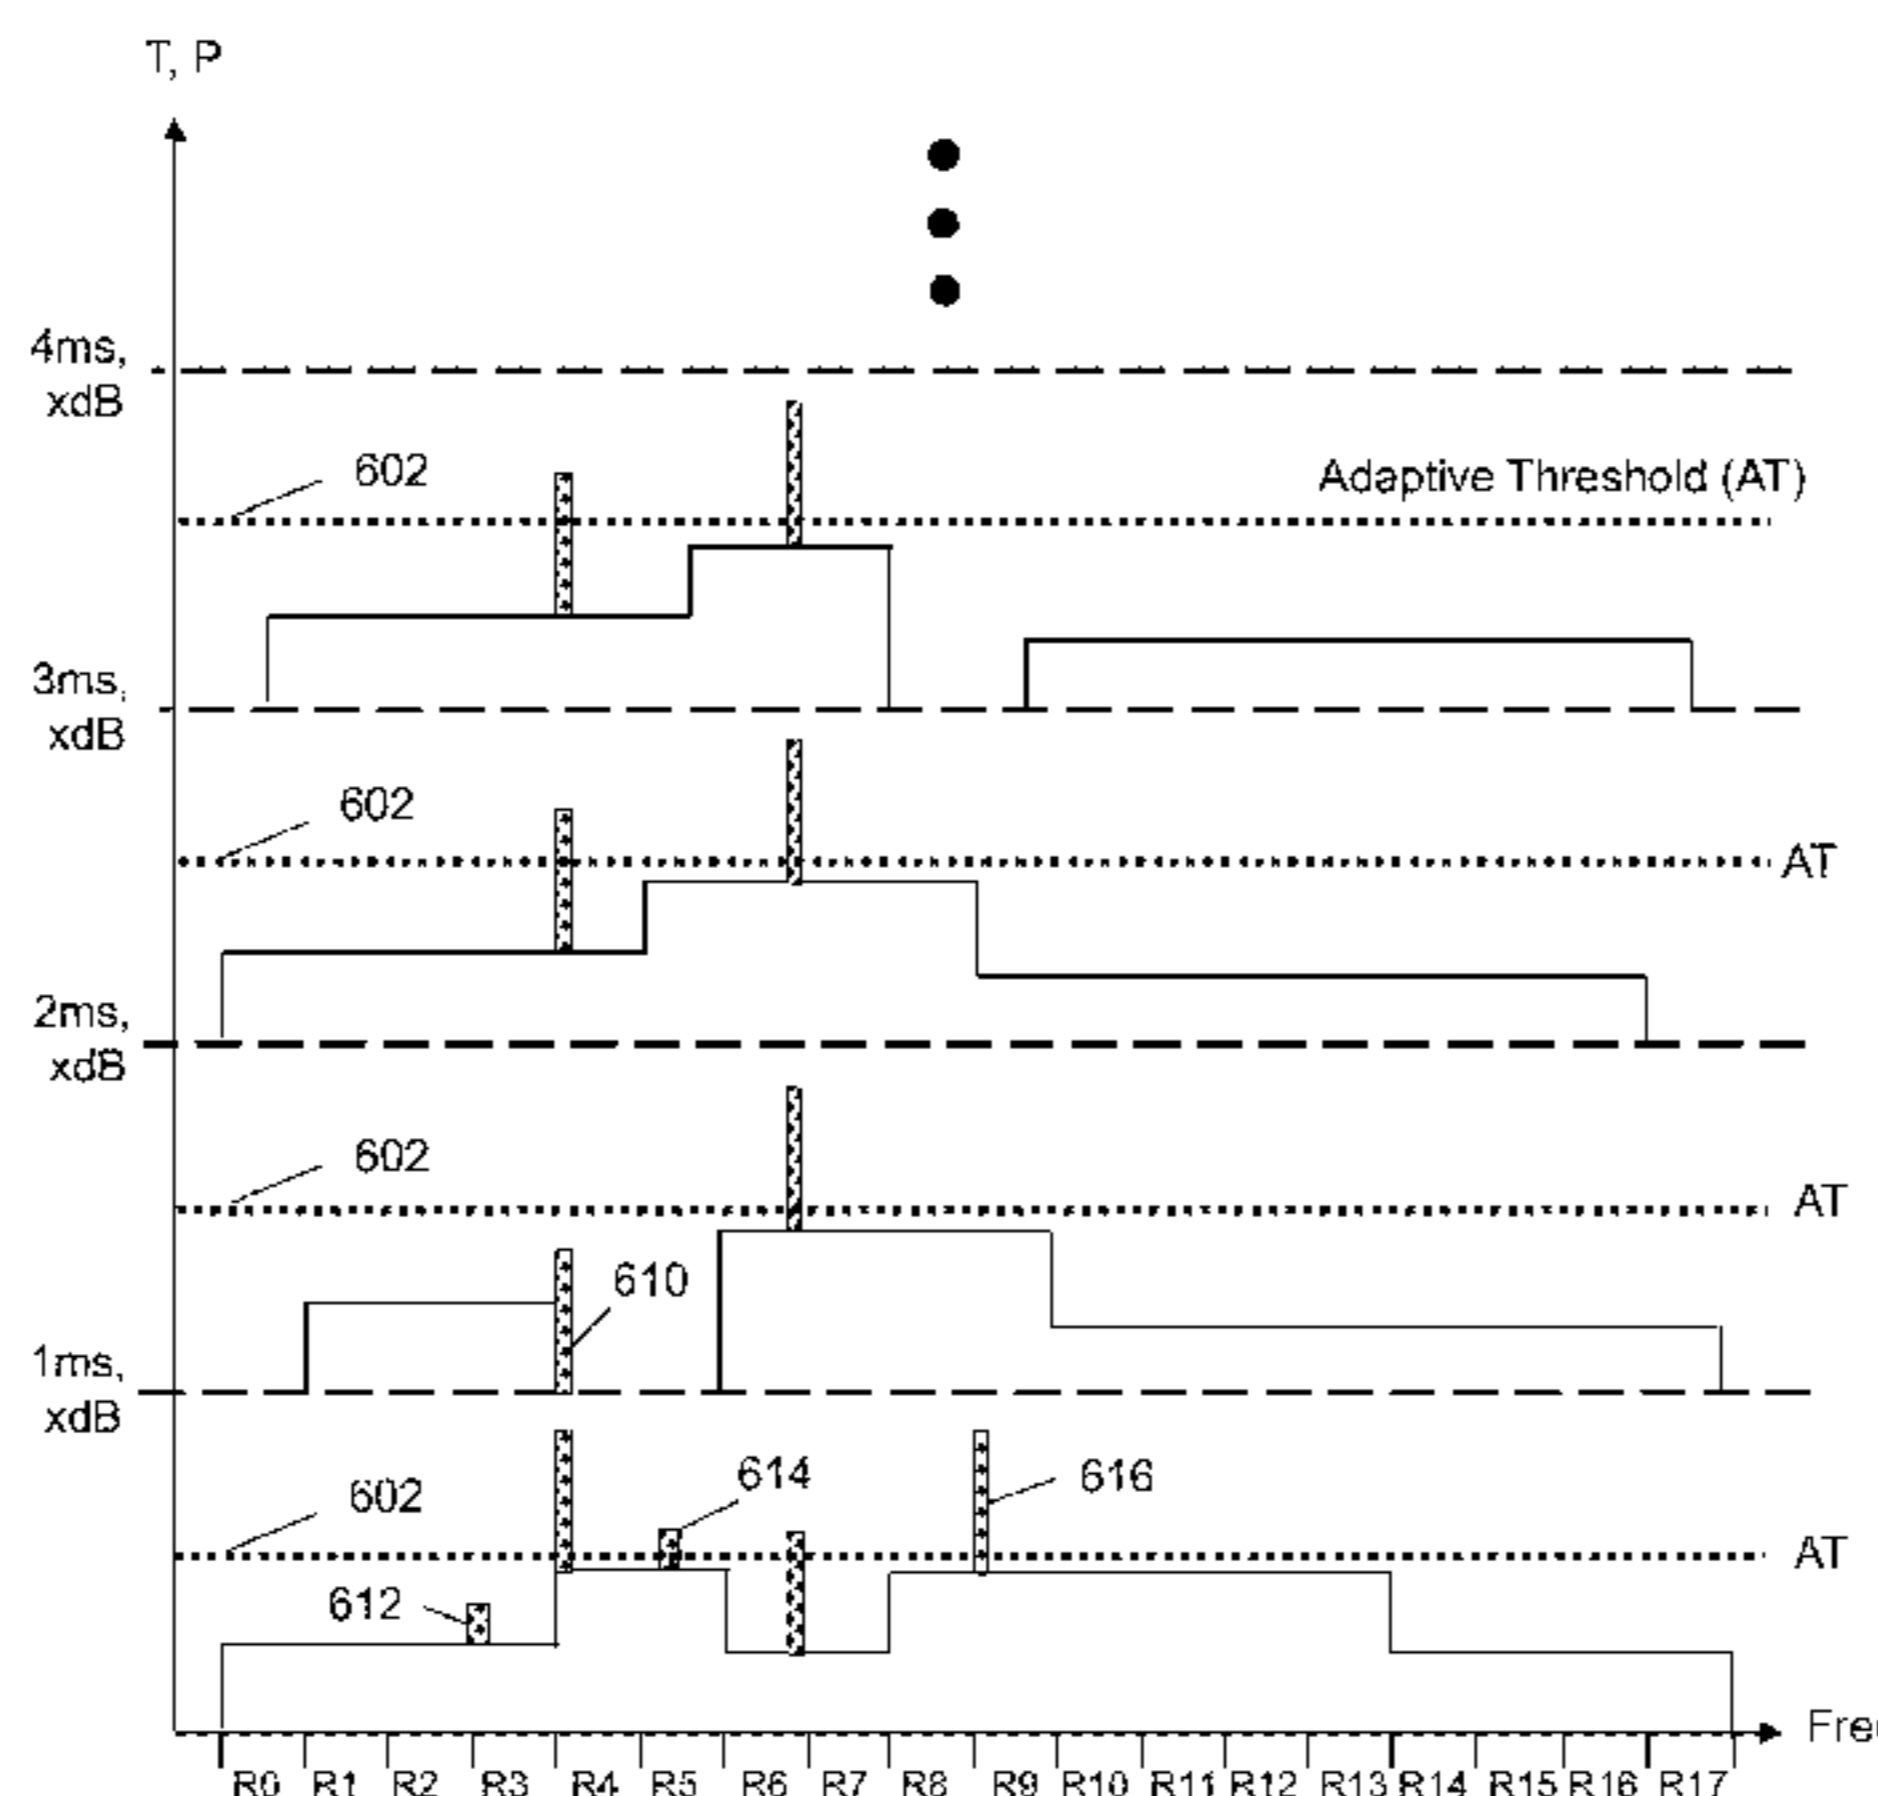 T, P
4ms,
xdB
602
Adaptive Threshold (AT)
3ms,
xdB
602
AT
2ms,
xdB
602
AT
610
1ms,
xdB
614
616
602
AT
612
R0 R1 R2 R3 R4 R5 R6 R7 R8 R9 R10 R11 R12 R13 R14 R15 R16 R17